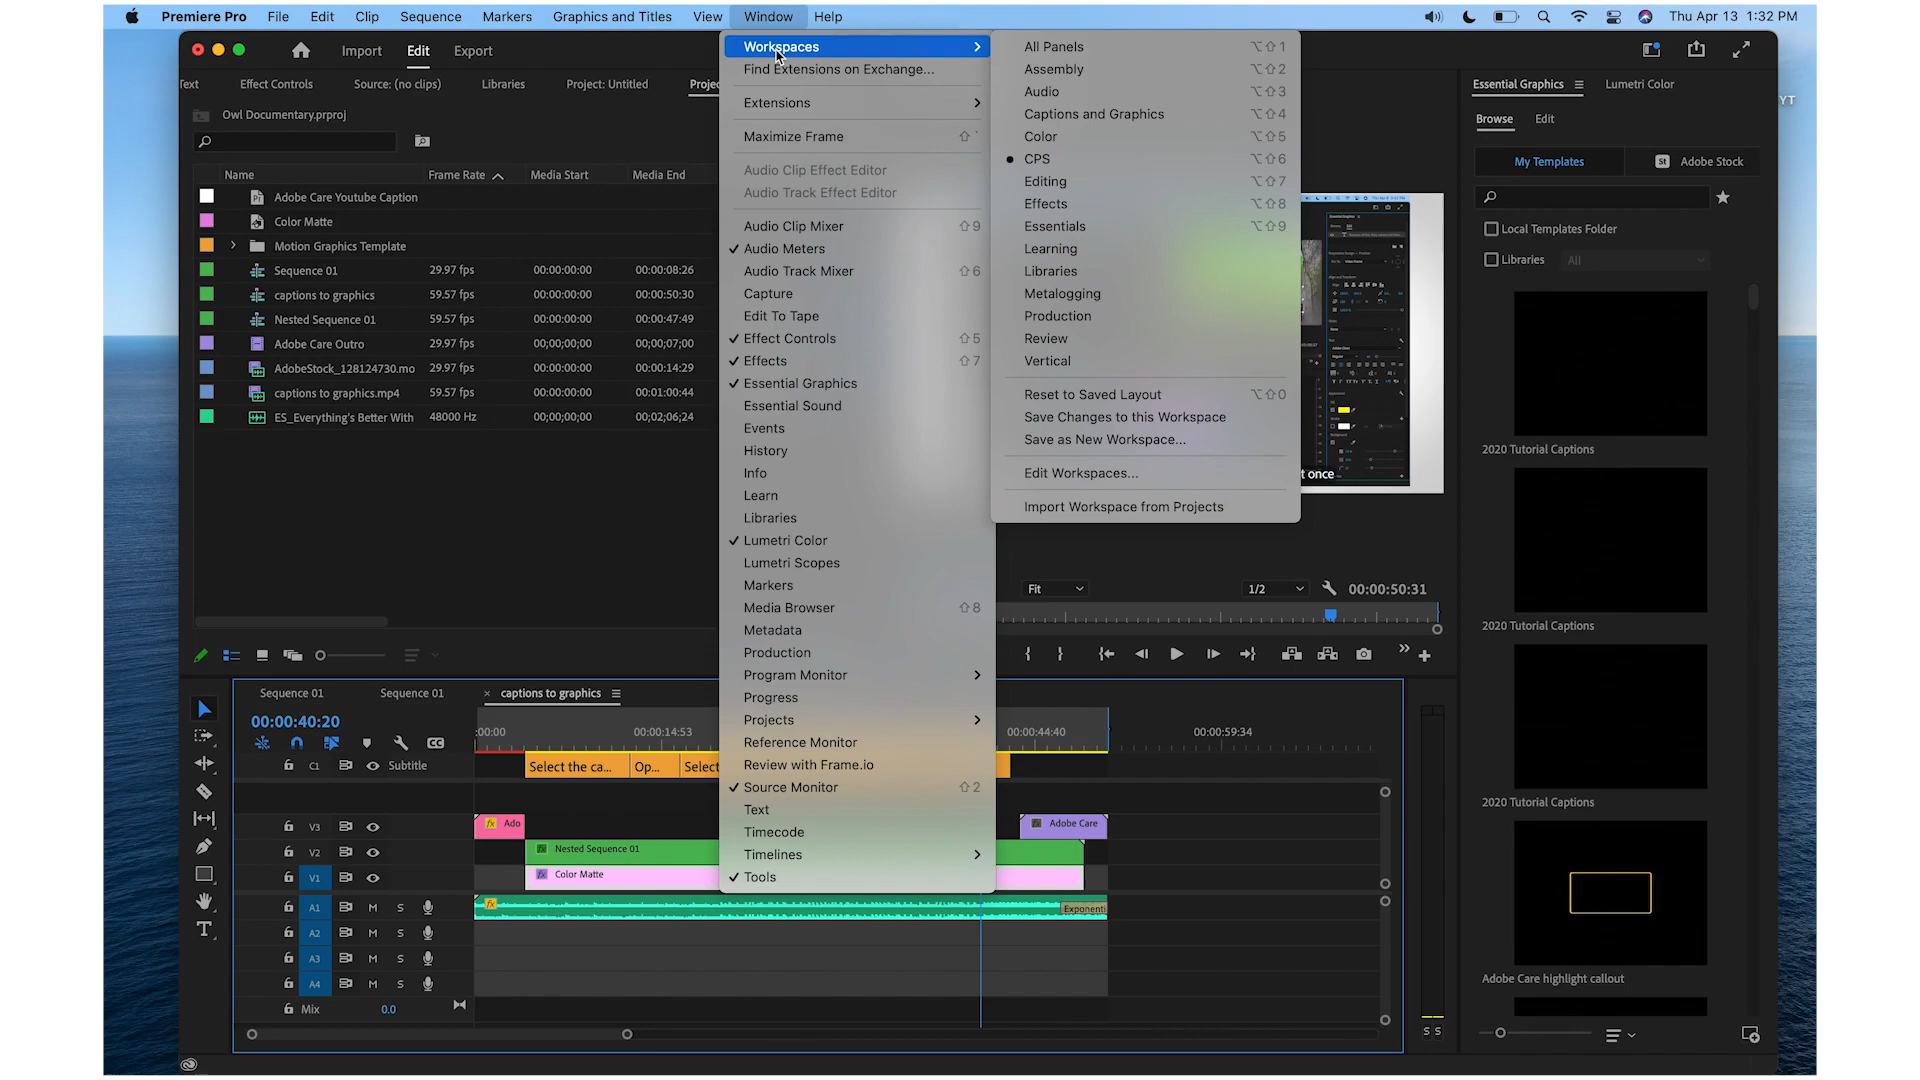 Premiere Pro File Edit Clip Sequence Markers Graphics and Titles View Window Help Thu Apr 13 1:32 PM
Import Edit Export
Text Effect Controls Source: (no clips) Libraries Project: Untitled Projec
Owl Documentary.prproj
Name Frame Rate Media Start Media End
Adobe Care Youtube Caption
Color Matte
Motion Graphics Template
Sequence 01 29.97 fps 00:00:00:00 00:00:08:26
captions to graphics 59.57 fps 00:00:00:00 00:00:50:30
Nested Sequence 01 59.57 fps 00:00:00:00 00:00:47:49
Adobe Care Outro 29.97 fps 00;00;00;00 00;00;07;00
AdobeStock_128124730.mo 29.97 fps 00:00:00:00 00:00:14:29
captions to graphics.mp4 59.57 fps 00:00:00:00 00:01:00:44
ES_Everything's Better With 48000 Hz 00;00;00;00 00;02;06;24
Workspaces
Find Extensions on Exchange...
Extensions
Maximize Frame ⇧ `
Audio Clip Effect Editor
Audio Track Effect Editor
Audio Clip Mixer ⇧ 9
✓ Audio Meters
Audio Track Mixer ⇧ 6
Capture
Edit To Tape
✓ Effect Controls ⇧ 5
✓ Effects ⇧ 7
✓ Essential Graphics
Essential Sound
Events
History
Info
Learn
Libraries
✓ Lumetri Color
Lumetri Scopes
Markers
Media Browser ⇧ 8
Metadata
Production
Program Monitor
Progress
Projects
Reference Monitor
Review with Frame.io
✓ Source Monitor ⇧ 2
Text
Timecode
Timelines
✓ Tools
All Panels ⌥⇧ 1
Assembly ⌥⇧ 2
Audio ⌥⇧ 3
Captions and Graphics ⌥⇧ 4
Color ⌥⇧ 5
● CPS ⌥⇧ 6
Editing ⌥⇧ 7
Effects ⌥⇧ 8
Essentials ⌥⇧ 9
Learning
Libraries
Metalogging
Production
Review
Vertical
Reset to Saved Layout ⌥⇧ 0
Save Changes to this Workspace
Save as New Workspace...
Edit Workspaces...
Import Workspace from Projects
t once
Fit 1/2 00:00:50:31
Essential Graphics Lumetri Color
YT
Browse Edit
My Templates St Adobe Stock
Local Templates Folder
Libraries All
2020 Tutorial Captions
2020 Tutorial Captions
2020 Tutorial Captions
Adobe Care highlight callout
Sequence 01 Sequence 01 × captions to graphics
00:00:40:20
:00:00 00:00:14:53 00:00:44:40 00:00:59:34
CC
C1 Subtitle Select the ca... Op... Select
V3 fx Ado fx Adobe Care
V2 fx Nested Sequence 01
V1 fx Color Matte
A1 M S fx Exponenti
A2 M S
A3 M S
A4 M S
Mix 0.0
S S